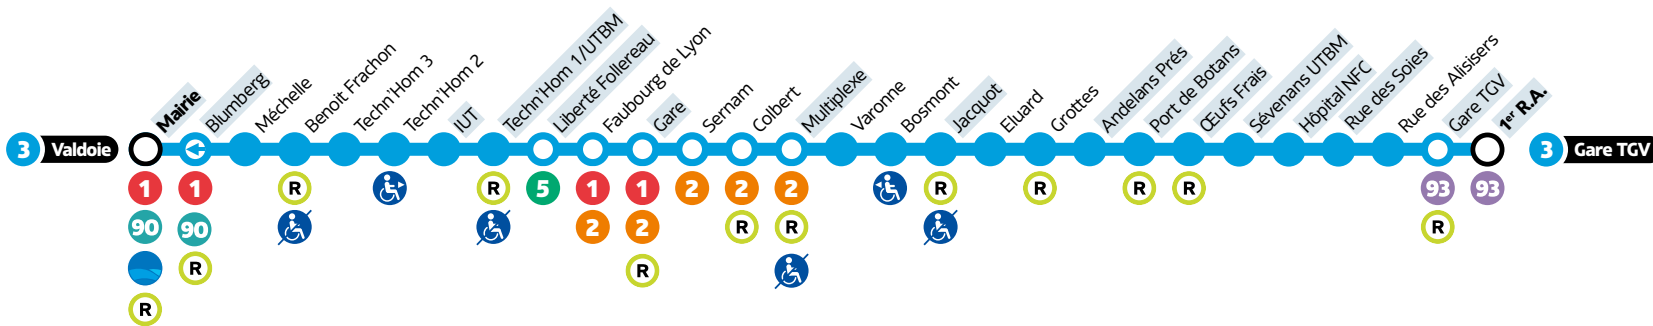 3 Valdoie
Mairie
Blumberg
Méchelle
Benoit Frachon
Techn'Hom 3
Techn'Hom 2
IUT
Techn'Hom 1/UTBM
Liberté Follereau
Faubourg de Lyon
Gare
Sernam
Colbert
Multiplexe
Varonne
Bosmont
Jacquot
Eluard
Grottes
Andelans Prés
Port de Botans
Œufs Frais
Sévenans UTBM
Hôpital NFC
Rue des Soies
Rue des Alisisers
Gare TGV
1er R.A.
3 Gare TGV
1 1 R R 5 1 1 2 2 2 R R R R 93 93
90 90 2 2 R R R
R R
R